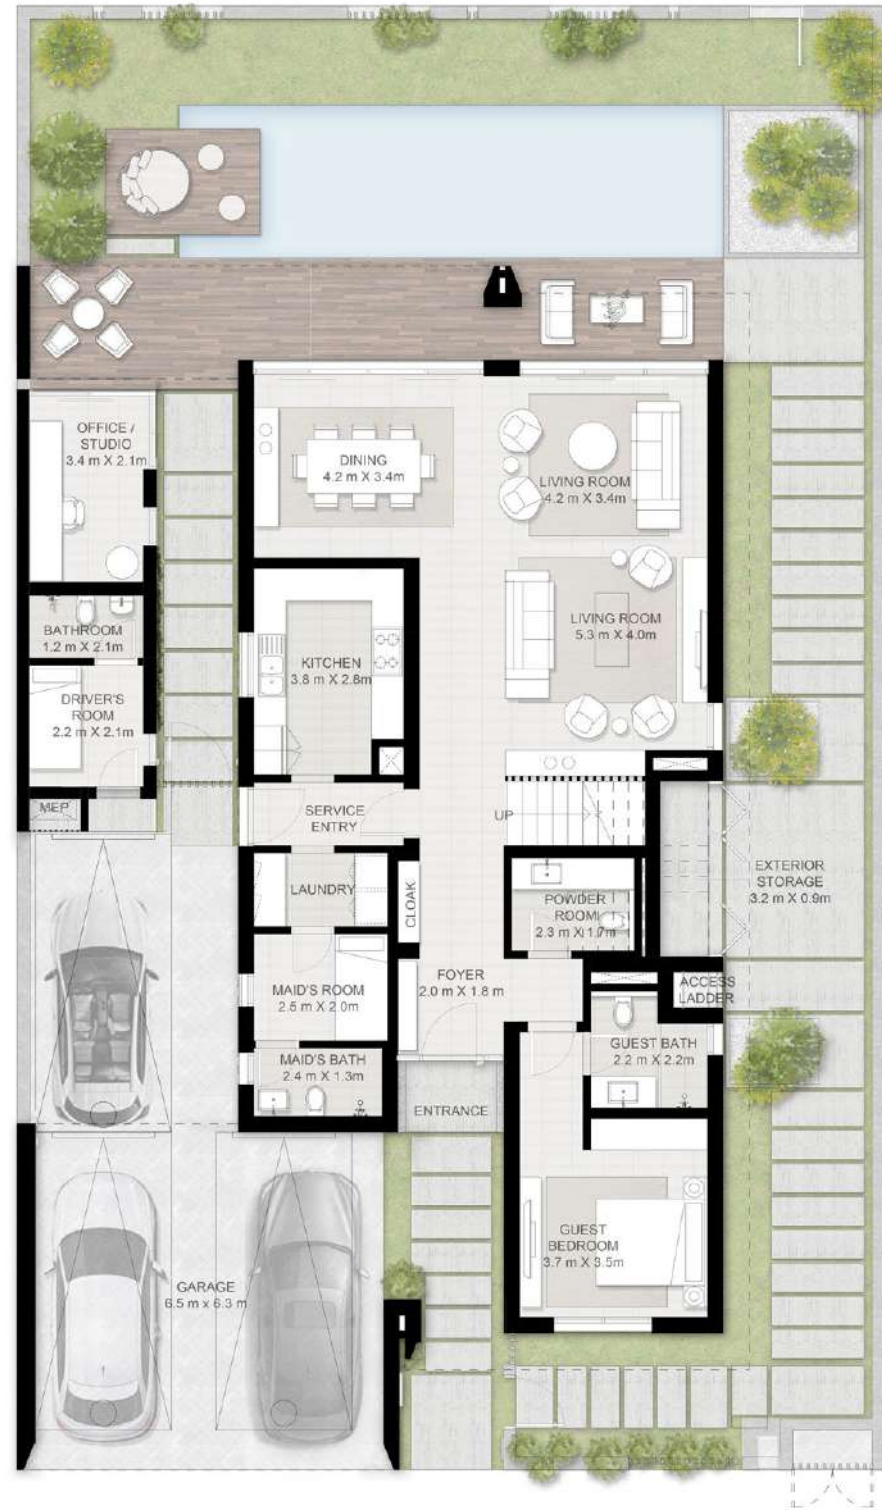 OFFICE /
STUDIO
3.4 m X 2.1m
DINING
4.2 m X 3.4m
LIVING ROOM
4.2 m X 3.4m
BATHROOM
1.2 m X 2.1m
LIVING ROOM
5.3 m X 4.0m
KITCHEN
3.8 m X 2.8m
DRIVER'S
ROOM
2.2 m X 2.1m
MEP
SERVICE
ENTRY
UP
LAUNDRY
CLOAK
POWDER
ROOM
2.3 m X 1.7m
EXTERIOR
STORAGE
3.2 m X 0.9m
MAID'S ROOM
2.5 m X 2.0m
FOYER
2.0 m X 1.8 m
ACCESS
LADDER
MAID'S BATH
2.4 m X 1.3m
GUEST BATH
2.2 m X 2.2m
ENTRANCE
GUEST
BEDROOM
3.7 m X 3.5m
GARAGE
6.5 m x 6.3 m